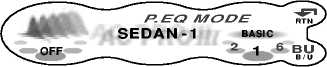 P.EQ MODE
RTN
SEDAN-1
BASIC
OFF
2 1 6
BU
B/U